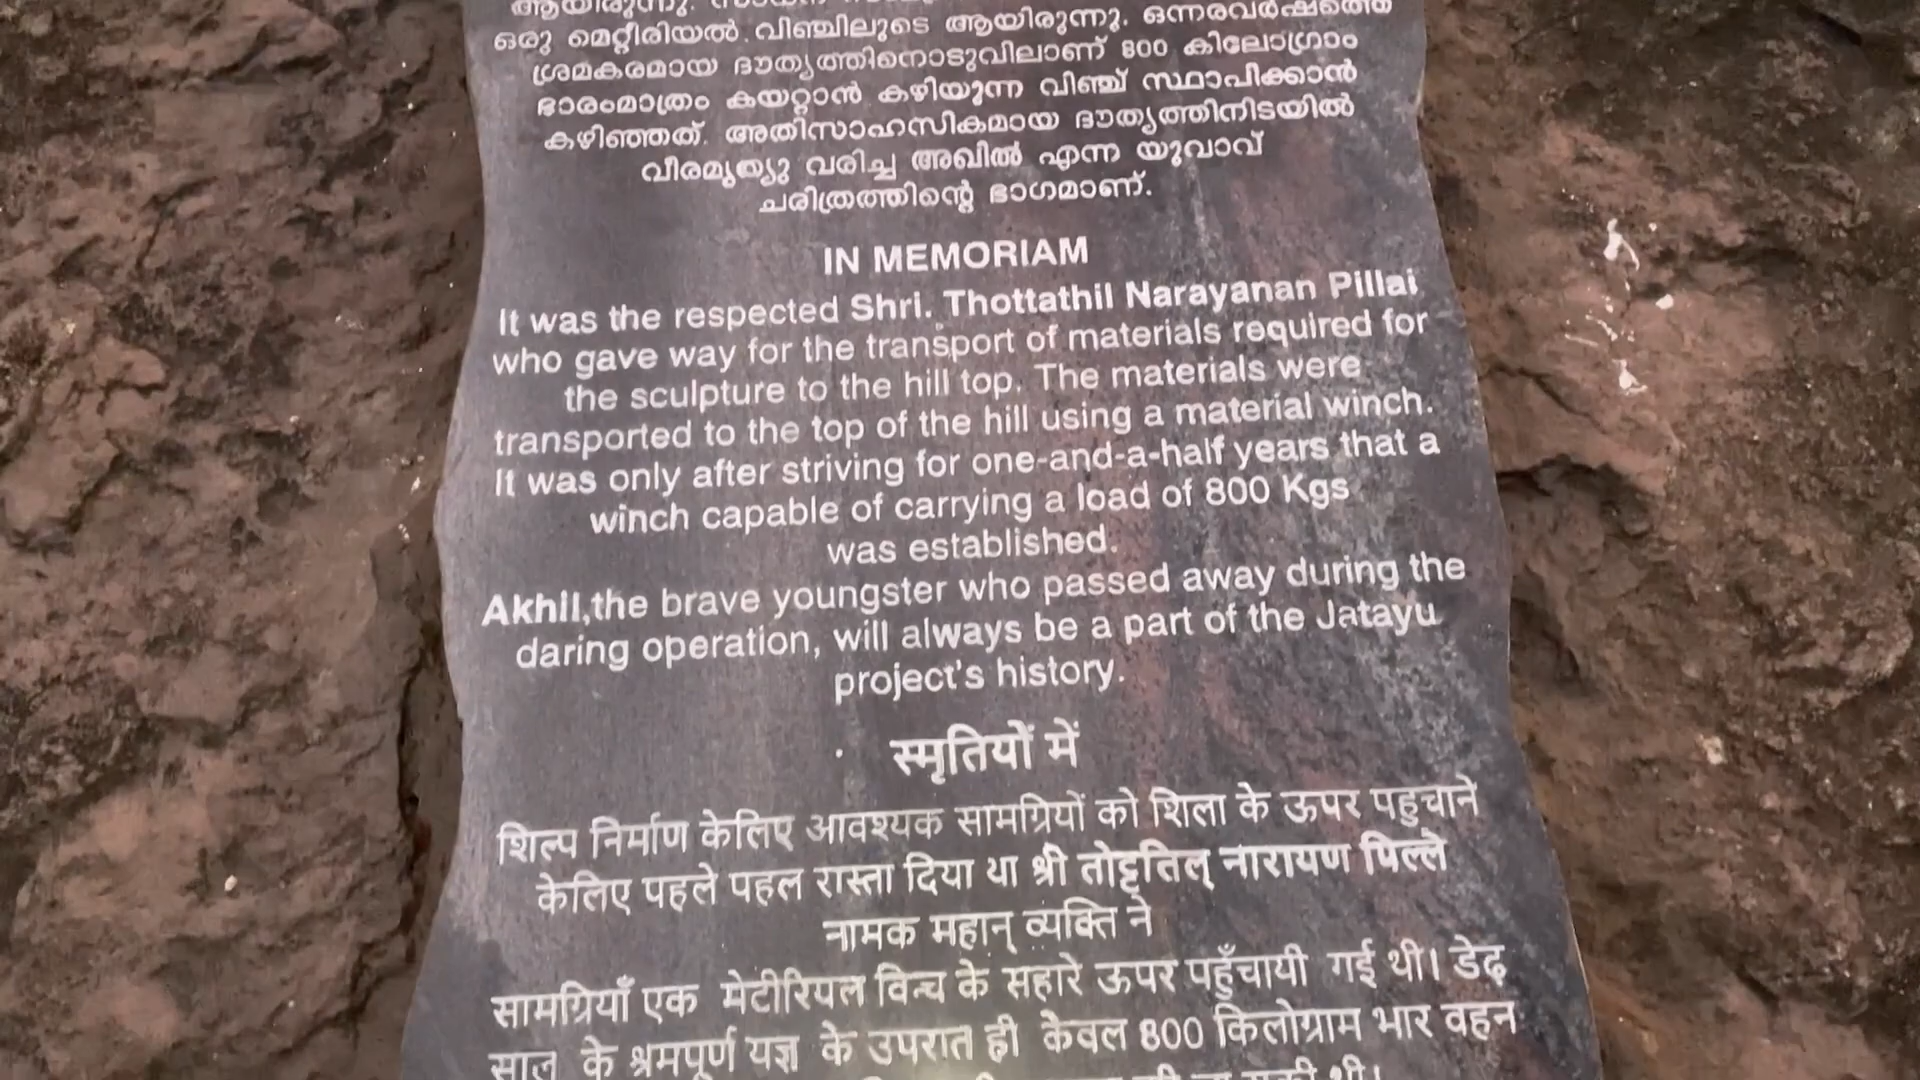 ആയിരുന്നു.
ഒരു മെറ്റീരിയൽ വിഞ്ചിലൂടെ ആയിരുന്നു. ഒന്നരവർഷത്തെ
ശ്രമകരമായ ദൗത്യത്തിനൊടുവിലാണ് 800 കിലോഗ്രാം
ഭാരംമാത്രം കയറ്റാൻ കഴിയുന്ന വിഞ്ച് സ്ഥാപിക്കാൻ
കഴിഞ്ഞത്. അതിസാഹസികമായ ദൗത്യത്തിനിടയിൽ
വീരമൃത്യു വരിച്ച അഖിൽ എന്ന യുവാവ്
ചരിത്രത്തിന്റെ ഭാഗമാണ്.
IN MEMORIAM
It was the respected Shri. Thottathil Narayanan Pillai
who gave way for the transport of materials required for
the sculpture to the hill top. The materials were
transported to the top of the hill using a material winch.
It was only after striving for one-and-a-half years that a
winch capable of carrying a load of 800 Kgs
was established.
Akhil,the brave youngster who passed away during the
daring operation, will always be a part of the Jatayu
project's history.
स्मृतियों में
शिल्प निर्माण केलिए आवश्यक सामग्रियों को शिला के ऊपर पहुचाने
केलिए पहले पहल रास्ता दिया था श्री तोट्टतिल् नारायण पिल्लै
नामक महान् व्यक्ति ने
सामग्रियाँ एक मेटीरियल विन्च के सहारे ऊपर पहुँचायी गई थी। डेढ़
साल के श्रमपूर्ण यज्ञ के उपरात ही केवल 800 किलोग्राम भार वहन